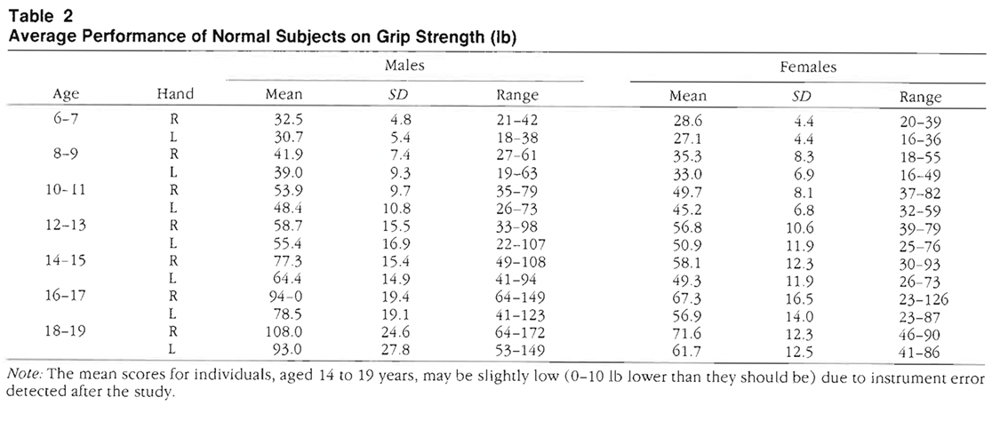 Table 2
Average Performance of Normal Subjects on Grip Strength (lb)
Males Females
Age Hand Mean SD Range Mean SD Range
6–7 R 32.5 4.8 21–42 28.6 4.4 20–39
L 30.7 5.4 18–38 27.1 4.4 16–36
8–9 R 41.9 7.4 27–61 35.3 8.3 18–55
L 39.0 9.3 19–63 33.0 6.9 16–49
10–11 R 53.9 9.7 35–79 49.7 8.1 37–82
L 48.4 10.8 26–73 45.2 6.8 32–59
12–13 R 58.7 15.5 33–98 56.8 10.6 39–79
L 55.4 16.9 22–107 50.9 11.9 25–76
14–15 R 77.3 15.4 49–108 58.1 12.3 30–93
L 64.4 14.9 41–94 49.3 11.9 26–73
16–17 R 94–0 19.4 64–149 67.3 16.5 23–126
L 78.5 19.1 41–123 56.9 14.0 23–87
18–19 R 108.0 24.6 64–172 71.6 12.3 46–90
L 93.0 27.8 53–149 61.7 12.5 41–86
Note: The mean scores for individuals, aged 14 to 19 years, may be slightly low (0–10 lb lower than they should be) due to instrument error
detected after the study.